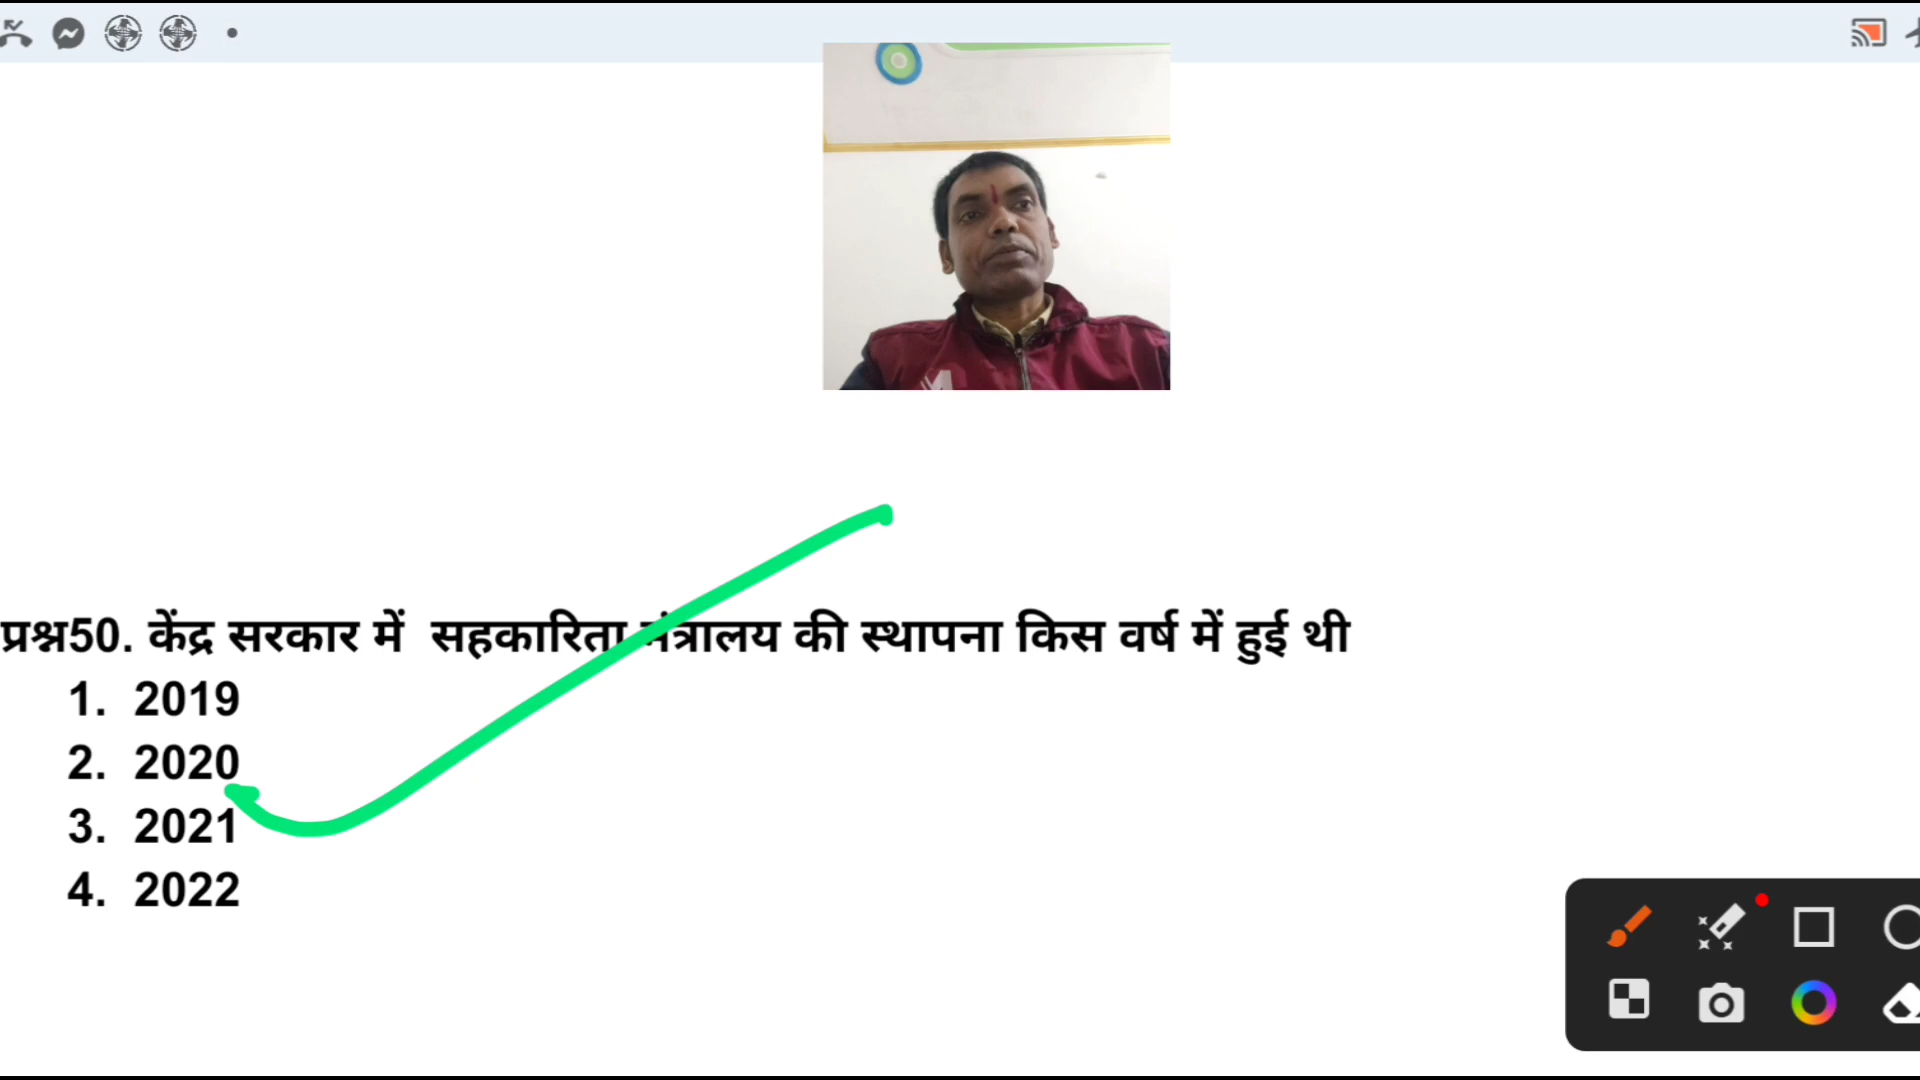 प्रश्न50. केंद्र सरकार में सहकारिता मंत्रालय की स्थापना किस वर्ष में हुई थी
1. 2019
2. 2020
3. 2021
4. 2022